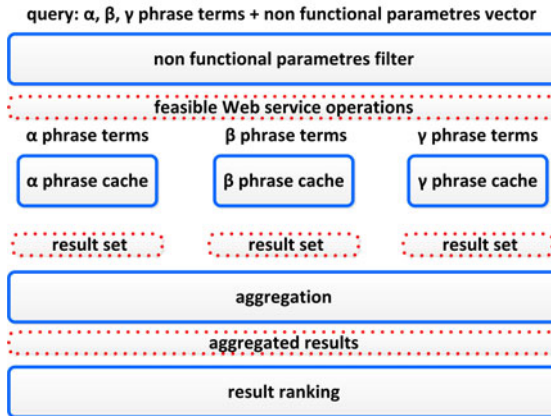 query: α, β, γ phrase terms + non functional parametres vector
non functional parametres filter
feasible Web service operations
α phrase terms β phrase terms γ phrase terms
α phrase cache β phrase cache γ phrase cache
result set result set result set
aggregation
aggregated results
result ranking